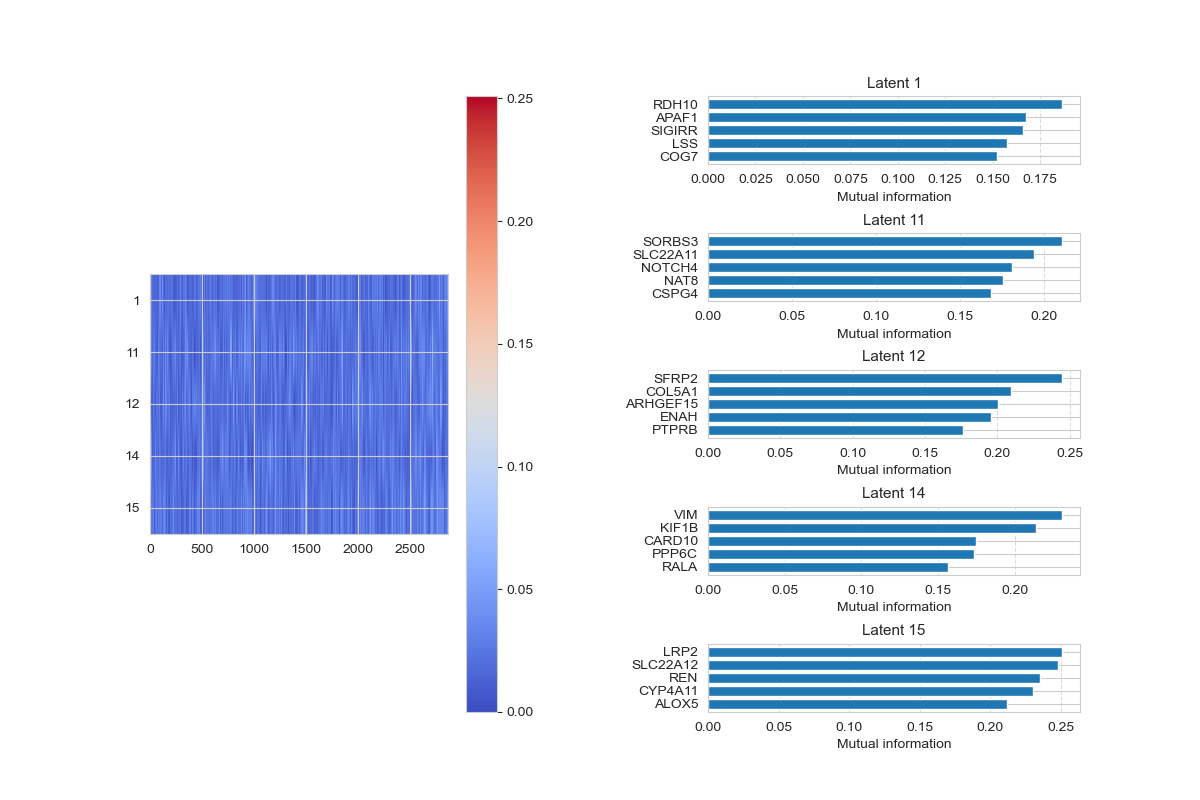 1
11
12
14
15
0 500 1000 1500 2000 2500
0.25
0.20
0.15
0.10
0.05
0.00
Latent 1
RDH10
APAF1
SIGIRR
LSS
COG7
0.000 0.025 0.050 0.075 0.100 0.125 0.150 0.175
Mutual information
Latent 11
SORBS3
SLC22A11
NOTCH4
NAT8
CSPG4
0.00 0.05 0.10 0.15 0.20
Mutual information
Latent 12
SFRP2
COL5A1
ARHGEF15
ENAH
PTPRB
0.00 0.05 0.10 0.15 0.20 0.25
Mutual information
Latent 14
VIM
KIF1B
CARD10
PPP6C
RALA
0.00 0.05 0.10 0.15 0.20
Mutual information
Latent 15
LRP2
SLC22A12
REN
CYP4A11
ALOX5
0.00 0.05 0.10 0.15 0.20 0.25
Mutual information